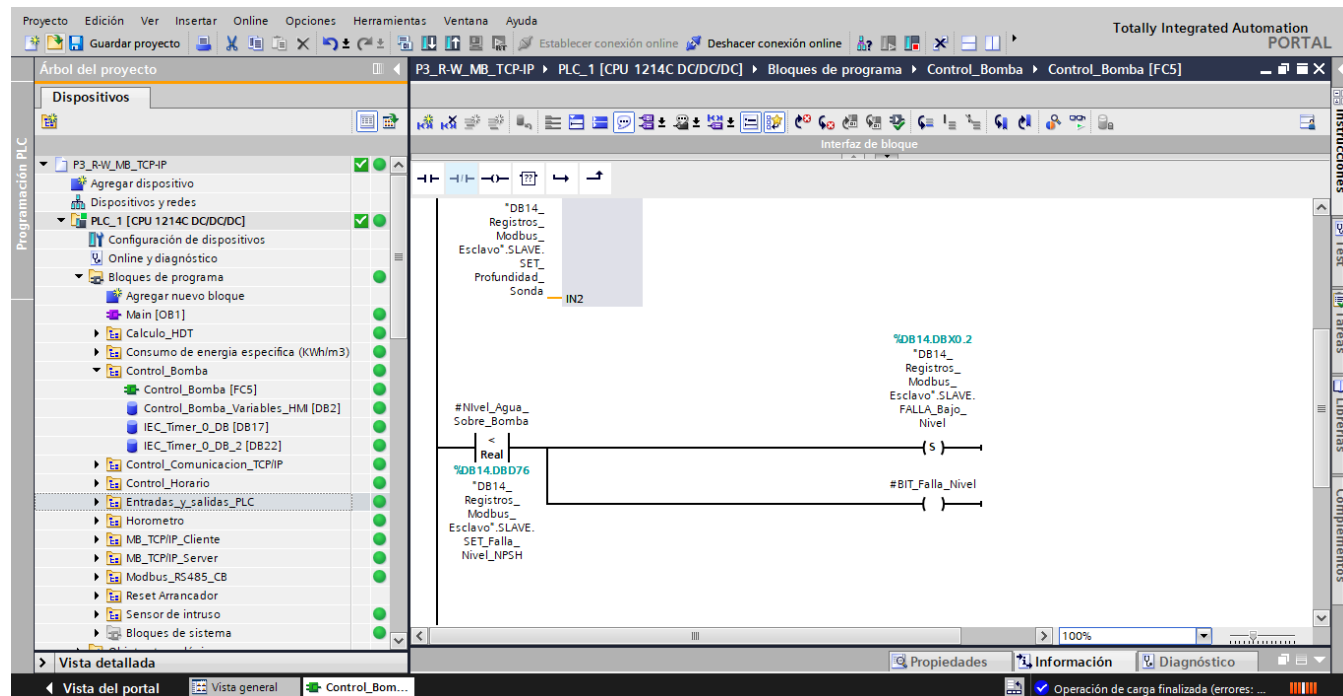 Proyecto Edición Ver Insertar Online Opciones Herramientas Ventana Ayuda
Totally Integrated Automation
PORTAL
Guardar proyecto
Establecer conexión online
Deshacer conexión online
Árbol del proyecto
P3_R-W_MB_TCP-IP
PLC_1 [CPU 1214C DC/DC/DC]
Bloques de programa
Control_Bomba
Control_Bomba [FC5]
Dispositivos
Programación PLC
Interfaz de bloque
P3_R-W_MB_TCP-IP
Agregar dispositivo
Dispositivos y redes
PLC_1 [CPU 1214C DC/DC/DC]
Configuración de dispositivos
Online y diagnóstico
Bloques de programa
Agregar nuevo bloque
Main [OB1]
Calculo_HDT
Consumo de energia especifica (KWh/m3)
Control_Bomba
Control_Bomba [FC5]
Control_Bomba_Variables_HMI [DB2]
IEC_Timer_0_DB [DB17]
IEC_Timer_0_DB_2 [DB22]
Control_Comunicacion_TCP/IP
Control_Horario
Entradas_y_salidas_PLC
Horometro
MB_TCP/IP_Cliente
MB_TCP/IP_Server
Modbus_RS485_CB
Reset Arrancador
Sensor de intruso
Bloques de sistema
Vista detallada
??
"DB14_
Registros_
Modbus_
Esclavo".SLAVE.
SET_
Profundidad_
Sonda
IN2
%DB14.DBX0.2
"DB14_
Registros_
Modbus_
Esclavo".SLAVE.
FALLA_Bajo_
Nivel
S
#NIvel_Agua_
Sobre_Bomba
<
Real
%DB14.DBD76
"DB14_
Registros_
Modbus_
Esclavo".SLAVE.
SET_Falla_
Nivel_NPSH
#BIT_Falla_Nivel
100%
Propiedades
Información
Diagnóstico
Instrucciones
Test
Tareas
Librerías
Complementos
Vista del portal
Vista general
Control_Bom...
Operación de carga finalizada (errores: ...